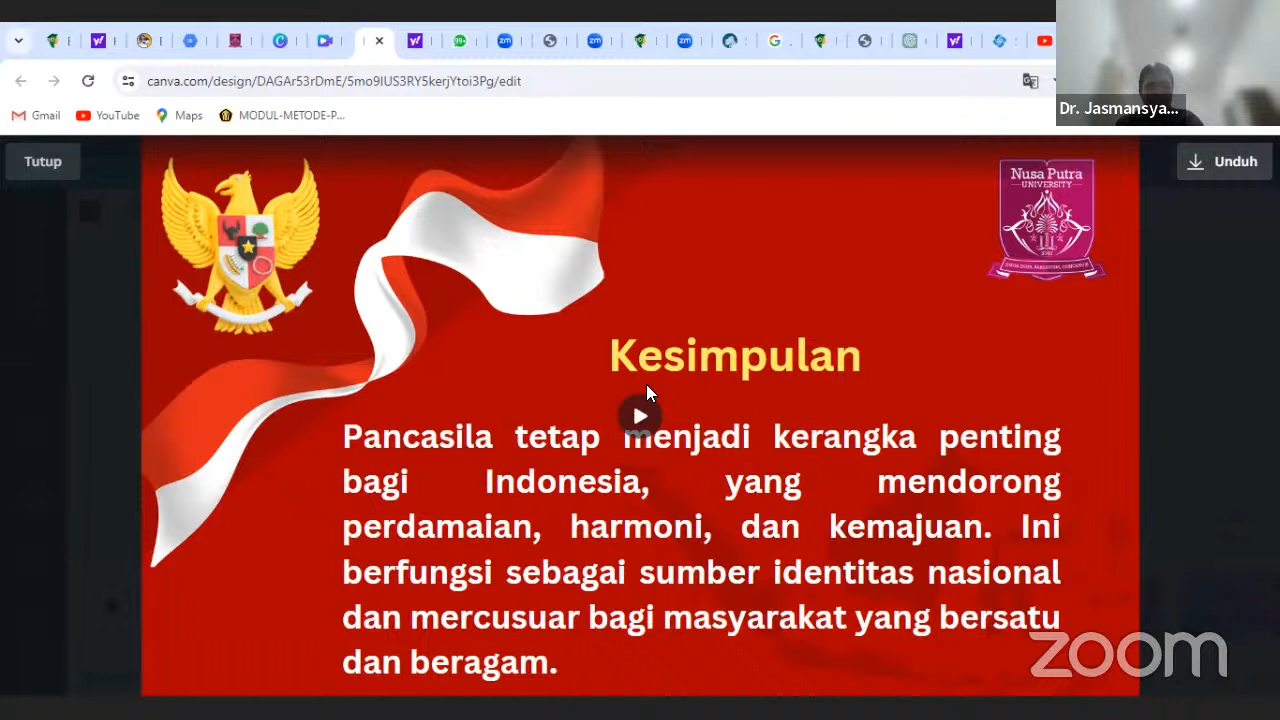 99+
canva.com/design/DAGAr53rDmE/5mo9IUS3RY5kerjYtoi3Pg/edit
Gmail
YouTube
Maps
MODUL-METODE-P...
Dr. Jasmansya...
Tutup
Unduh
Nusa Putra
UNIVERSITY
Kesimpulan
Pancasila tetap menjadi kerangka penting
bagi Indonesia, yang mendorong
perdamaian, harmoni, dan kemajuan. Ini
berfungsi sebagai sumber identitas nasional
dan mercusuar bagi masyarakat yang bersatu
dan beragam.
zoom